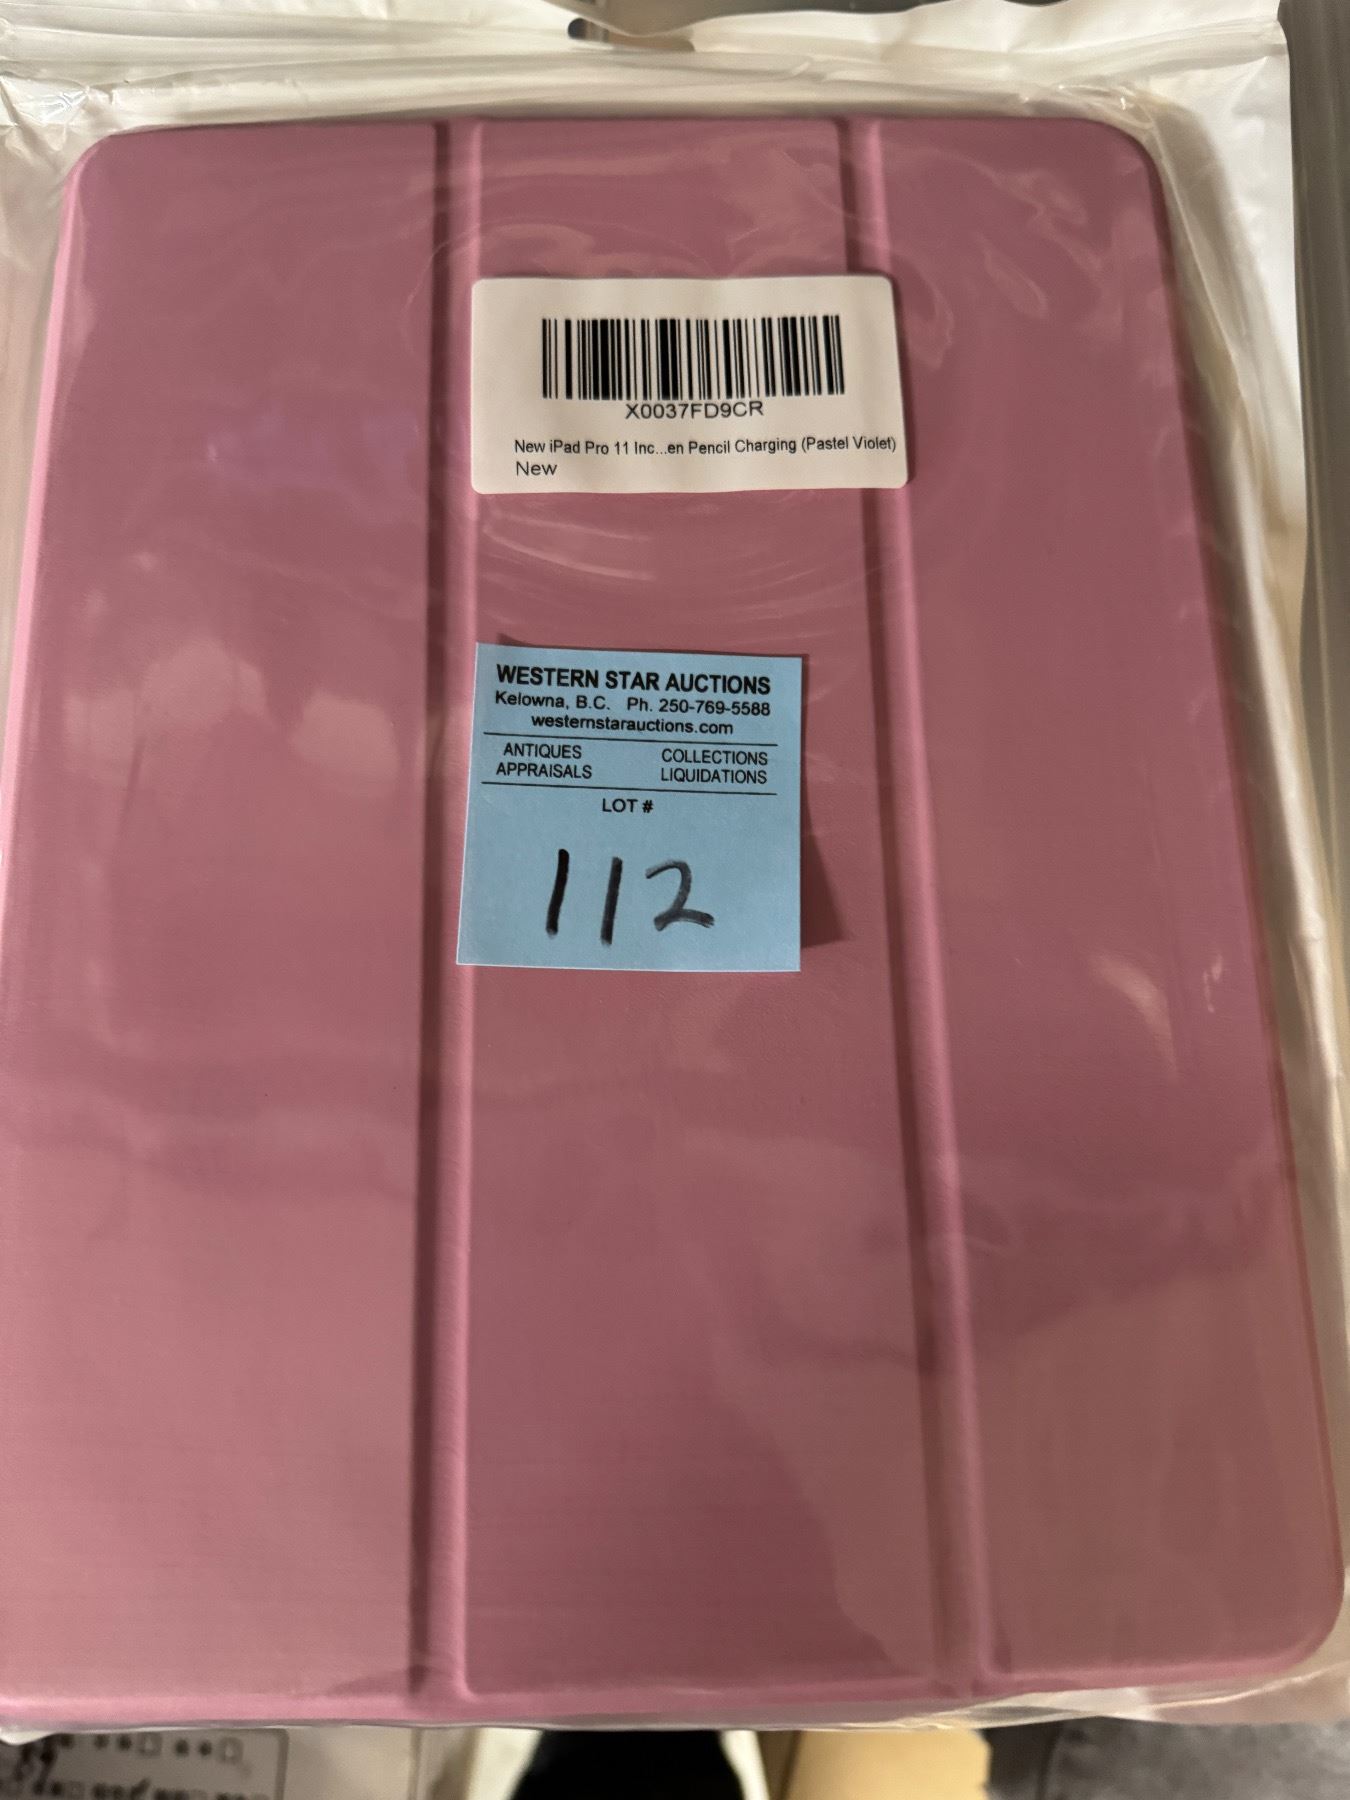 X0037FD9CR
New iPad Pro 11 Inc...en Pencil Charging (Pastel Violet)
New
WESTERN STAR AUCTIONS
Kelowna, B.C. Ph. 250-769-5588
westernstarauctions.com
ANTIQUES COLLECTIONS
APPRAISALS LIQUIDATIONS
LOT #
112